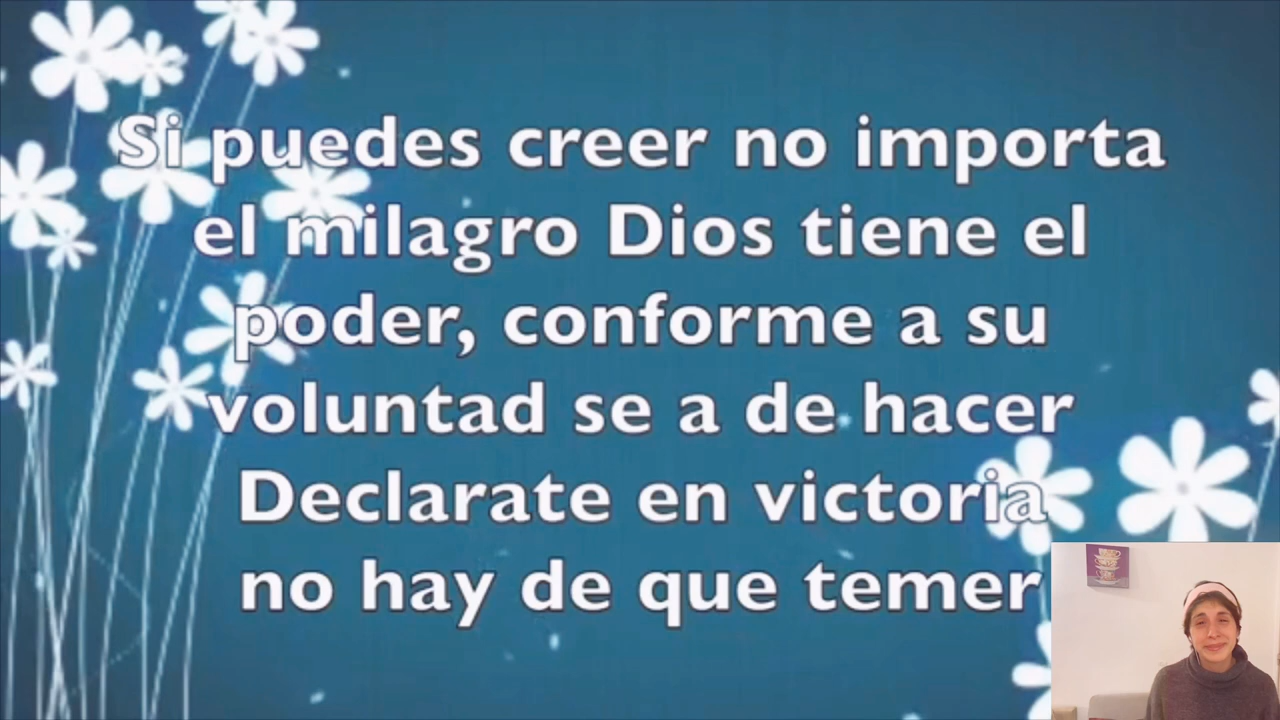 Si puedes creer no importa
el milagro Dios tiene el
poder, conforme a su
voluntad se a de hacer
Declarate en victoria
no hay de que temer